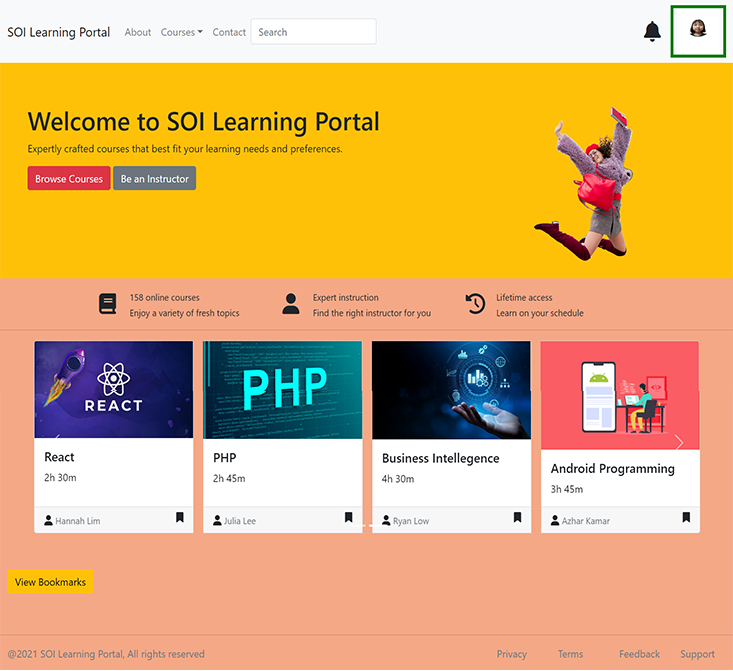 SOI Learning Portal About Courses Contact Search
Welcome to SOI Learning Portal
Expertly crafted courses that best fit your learning needs and preferences.
Browse Courses Be an Instructor
158 online courses
Enjoy a variety of fresh topics
Expert instruction
Find the right instructor for you
Lifetime access
Learn on your schedule
REACT
React
2h 30m
Hannah Lim
PHP
PHP
2h 45m
Julia Lee
Business Intellegence
4h 30m
Ryan Low
Android Programming
3h 45m
Azhar Kamar
View Bookmarks
@2021 SOI Learning Portal, All rights reserved Privacy Terms Feedback Support